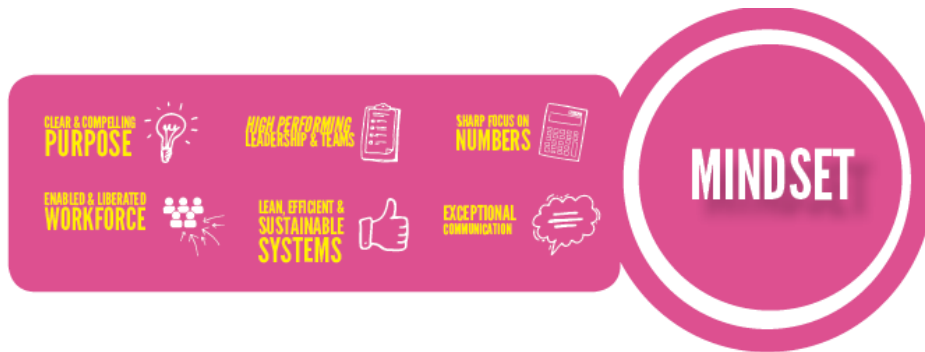 CLEAR & COMPELLING
PURPOSE
HIGH PERFORMING
LEADERSHIP & TEAMS
SHARP FOCUS ON
NUMBERS
ENABLED & LIBERATED
WORKFORCE
LEAN, EFFICIENT &
SUSTAINABLE
SYSTEMS
EXCEPTIONAL
COMMUNICATION
MINDSET